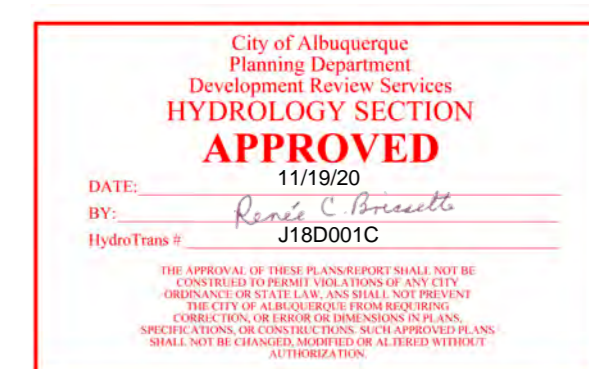 City of Albuquerque
Planning Department
Development Review Services
HYDROLOGY SECTION
APPROVED
DATE: 11/19/20
BY: Renée C. Brissette
HydroTrans # J18D001C
THE APPROVAL OF THESE PLANS/REPORT SHALL NOT BE
CONSTRUED TO PERMIT VIOLATIONS OF ANY CITY
ORDINANCE OR STATE LAW, ANS SHALL NOT PREVENT
THE CITY OF ALBUQUERQUE FROM REQUIRING
CORRECTION, OR ERROR OR DIMENSIONS IN PLANS,
SPECIFICATIONS, OR CONSTRUCTIONS. SUCH APPROVED PLANS
SHALL NOT BE CHANGED, MODIFIED OR ALTERED WITHOUT
AUTHORIZATION.